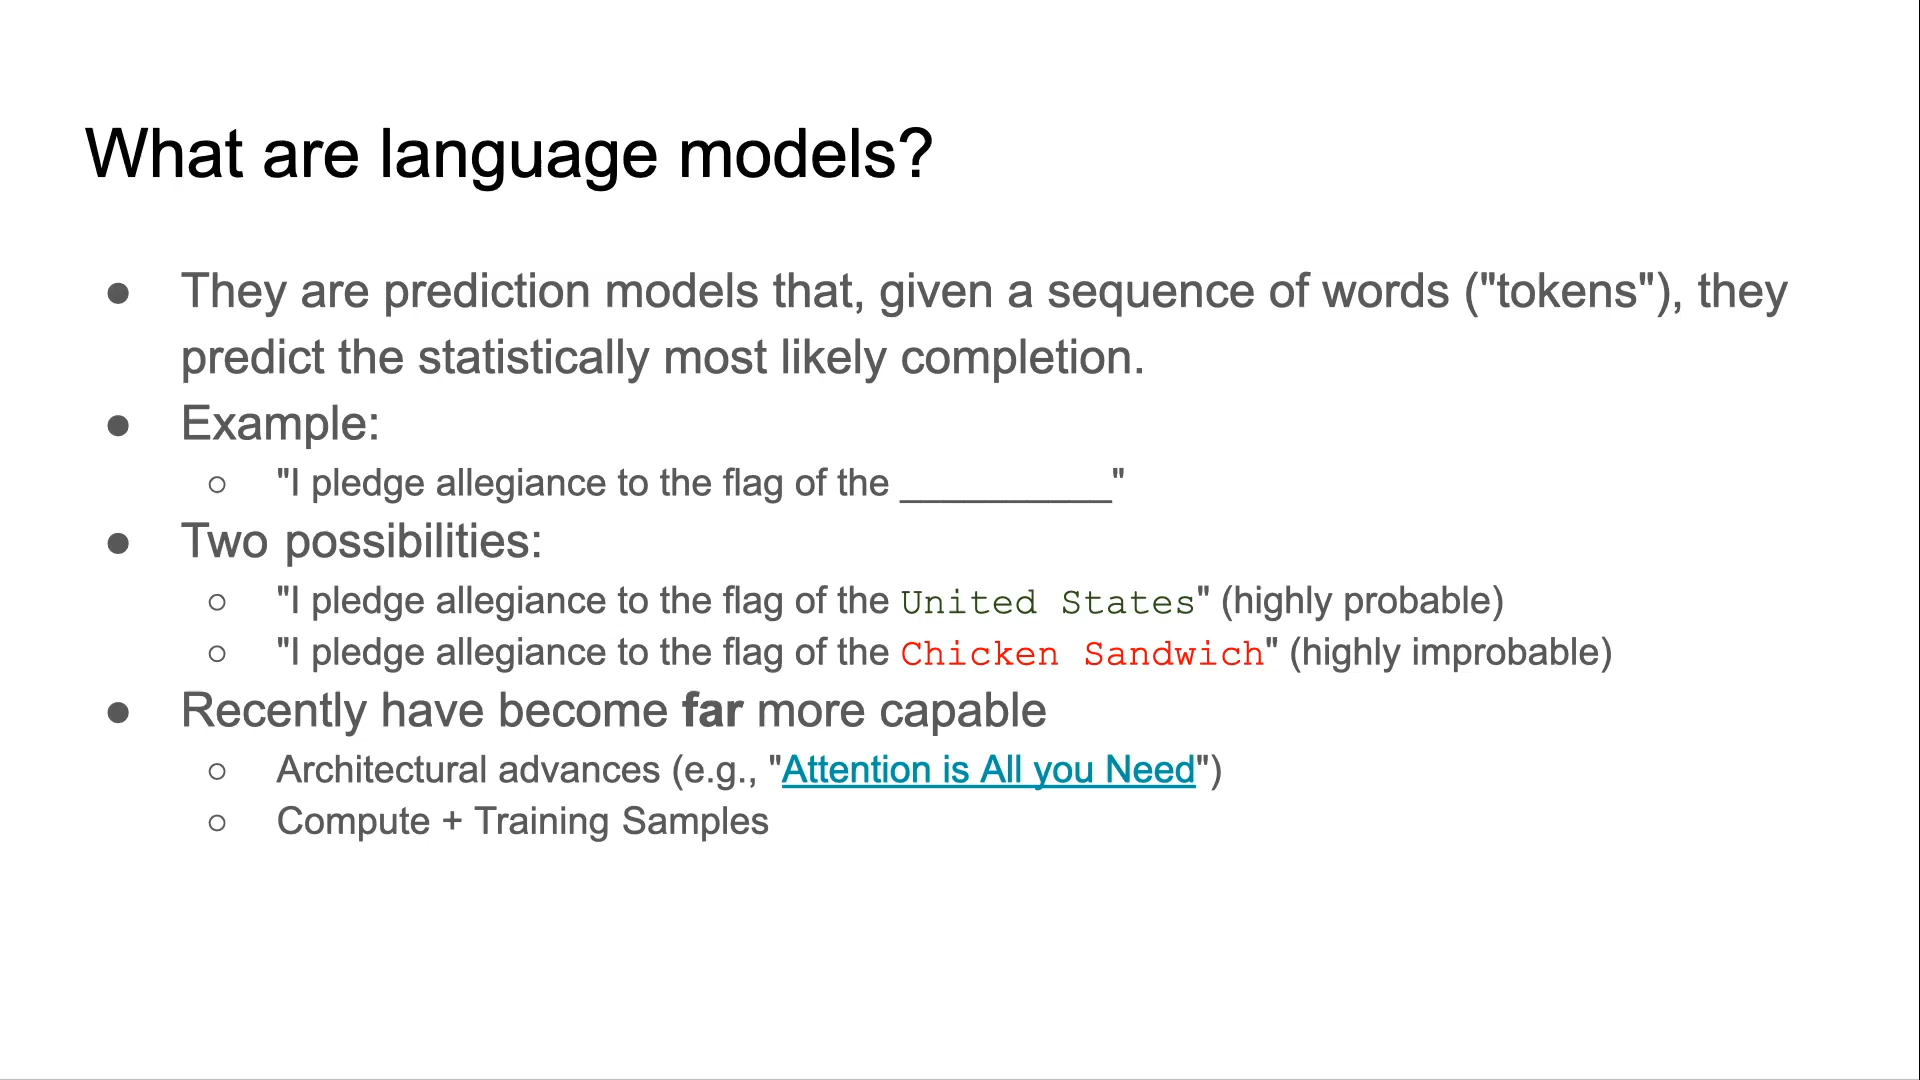 What are language models?
● They are prediction models that, given a sequence of words ("tokens"), they
predict the statistically most likely completion.
● Example:
○ "I pledge allegiance to the flag of the __________"
● Two possibilities:
○ "I pledge allegiance to the flag of the United States" (highly probable)
○ "I pledge allegiance to the flag of the Chicken Sandwich" (highly improbable)
● Recently have become far more capable
○ Architectural advances (e.g., "Attention is All you Need")
○ Compute + Training Samples